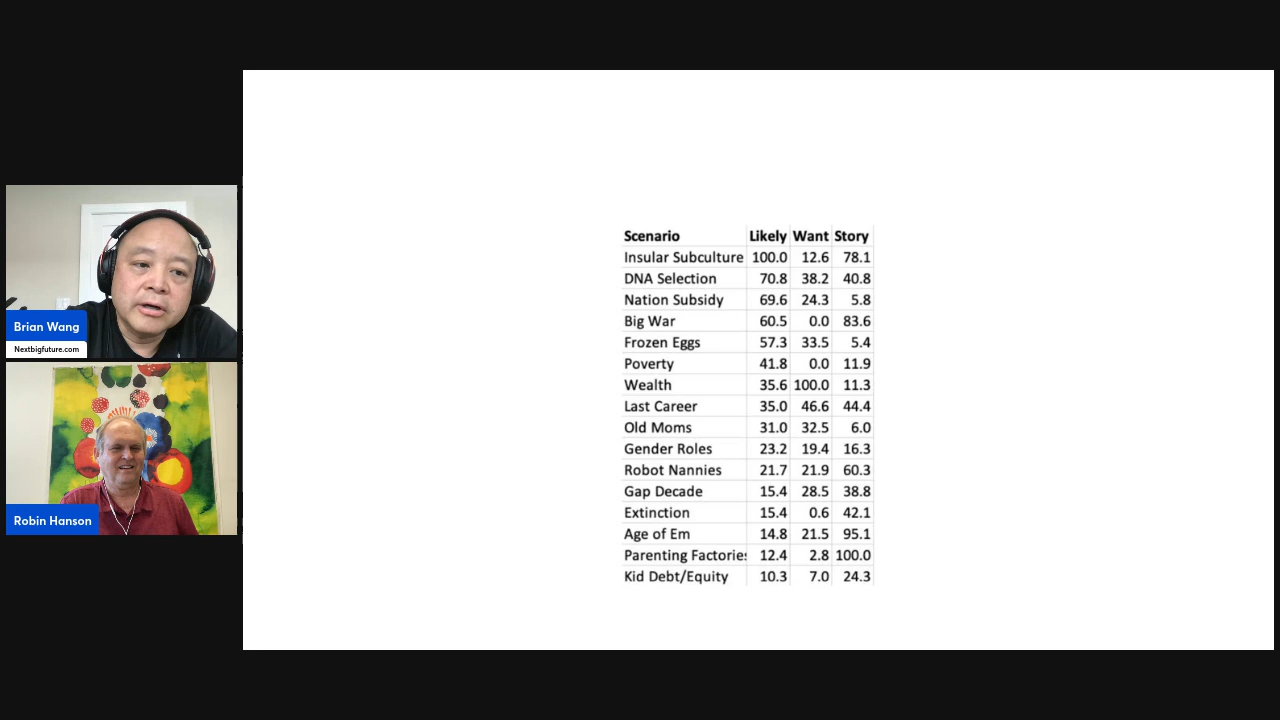 Brian Wang
Nextbigfuture.com
Robin Hanson
Scenario Likely Want Story
Insular Subculture 100.0 12.6 78.1
DNA Selection 70.8 38.2 40.8
Nation Subsidy 69.6 24.3 5.8
Big War 60.5 0.0 83.6
Frozen Eggs 57.3 33.5 5.4
Poverty 41.8 0.0 11.9
Wealth 35.6 100.0 11.3
Last Career 35.0 46.6 44.4
Old Moms 31.0 32.5 6.0
Gender Roles 23.2 19.4 16.3
Robot Nannies 21.7 21.9 60.3
Gap Decade 15.4 28.5 38.8
Extinction 15.4 0.6 42.1
Age of Em 14.8 21.5 95.1
Parenting Factories 12.4 2.8 100.0
Kid Debt/Equity 10.3 7.0 24.3